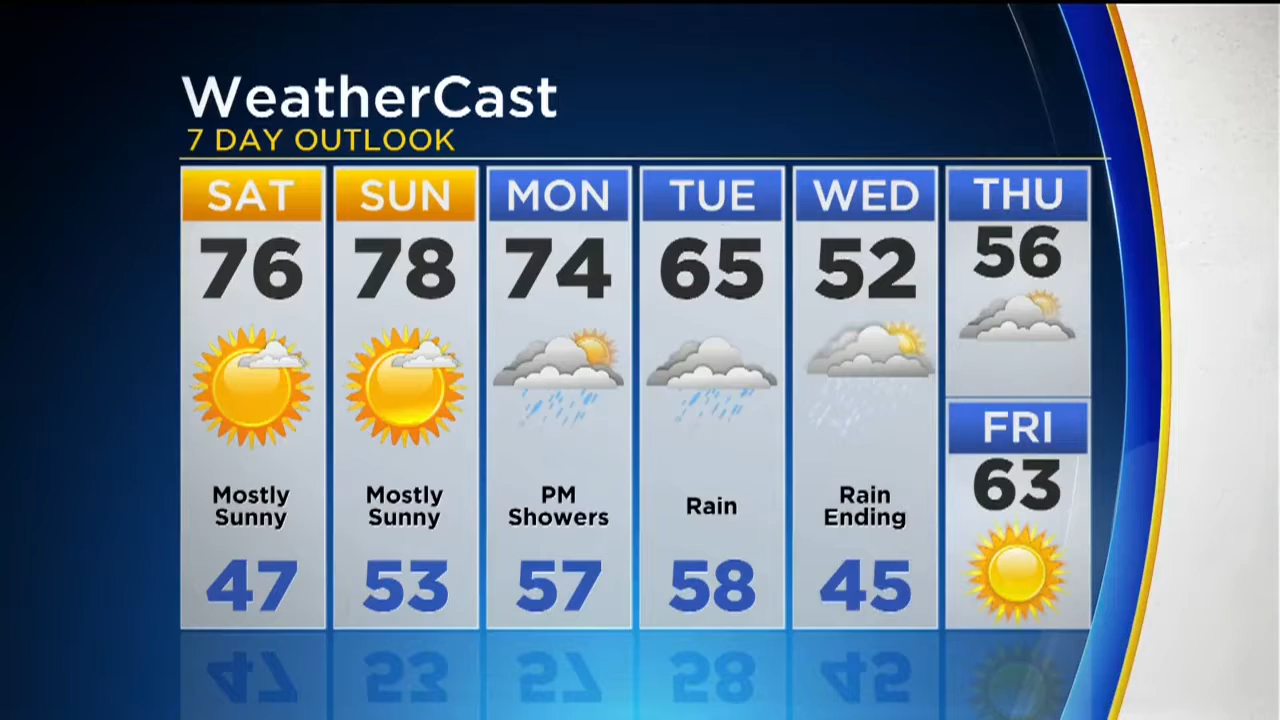 WeatherCast
7 DAY OUTLOOK
SAT
76
Mostly
Sunny
47
SUN
78
Mostly
Sunny
53
MON
74
PM
Showers
57
TUE
65
Rain
58
WED
52
Rain
Ending
45
THU
56
FRI
63